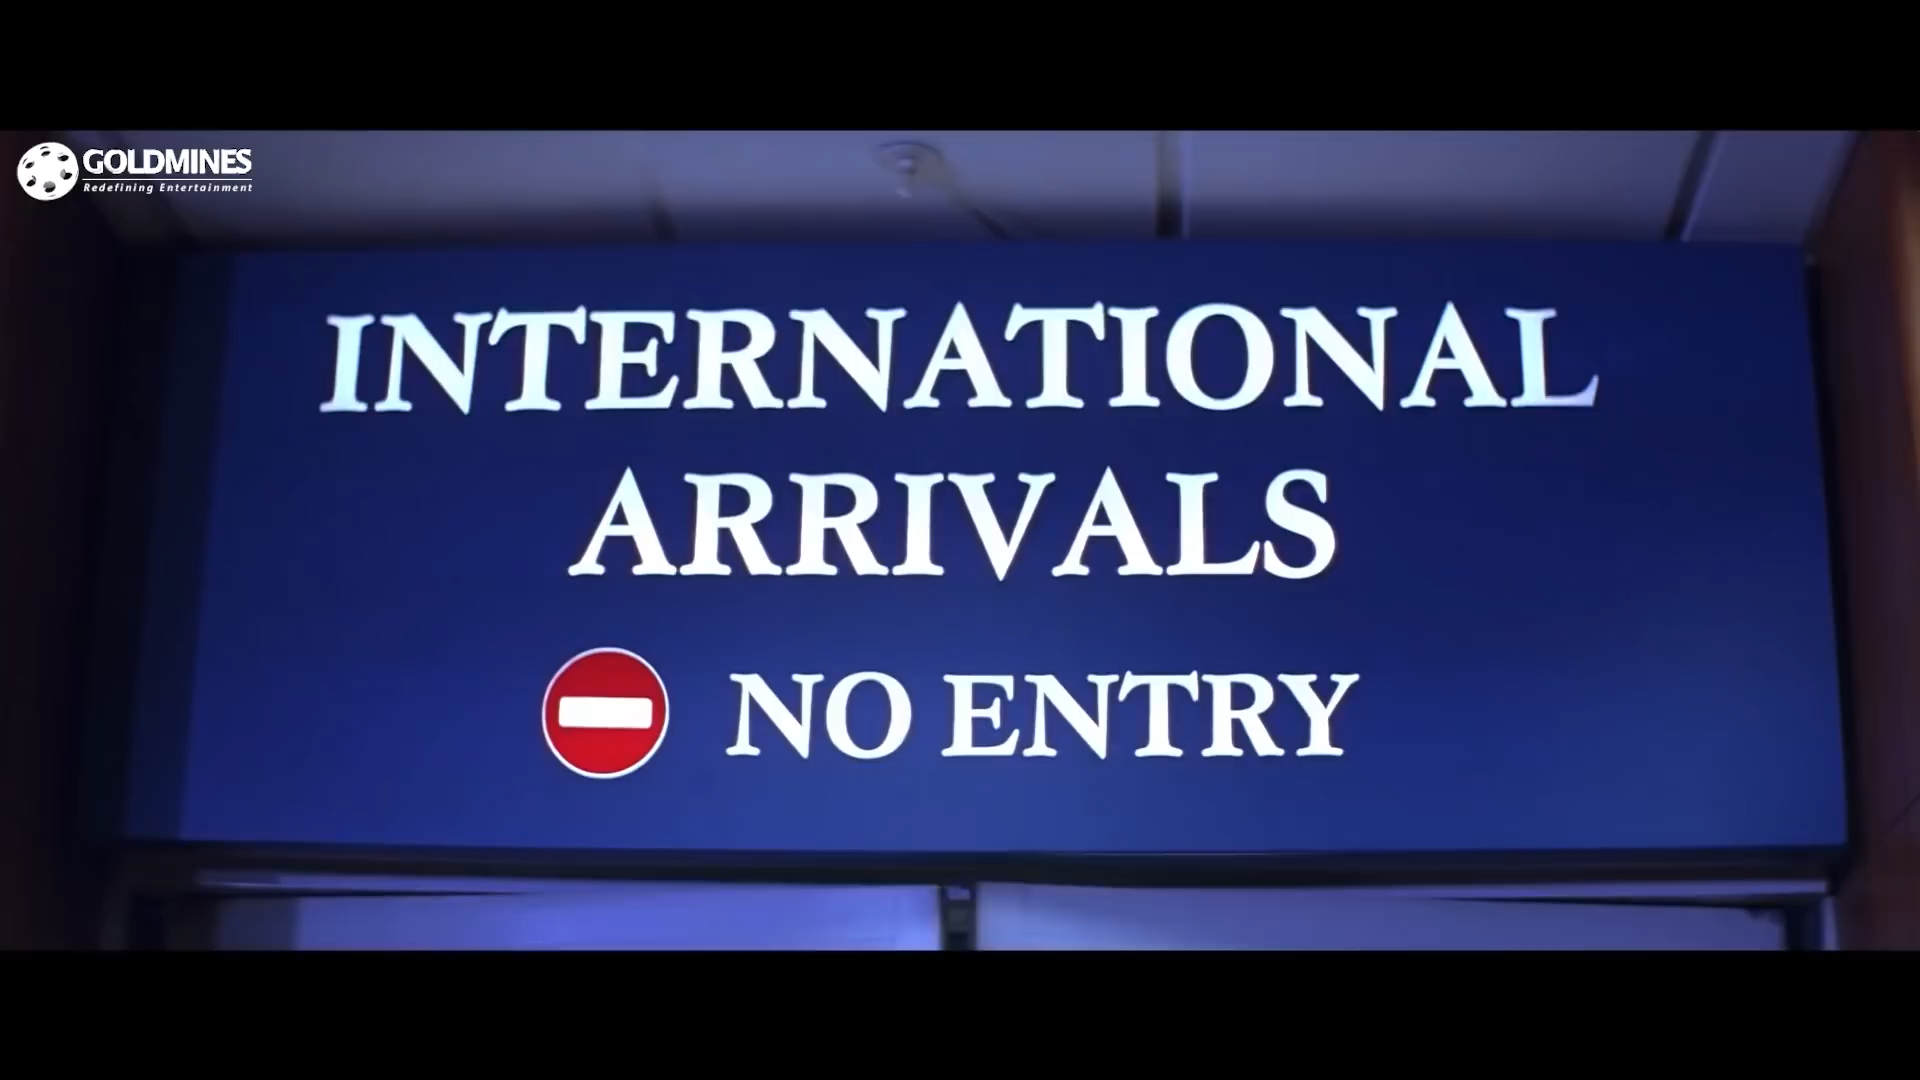 GOLDMINES
Redefining Entertainment
INTERNATIONAL
ARRIVALS
NO ENTRY